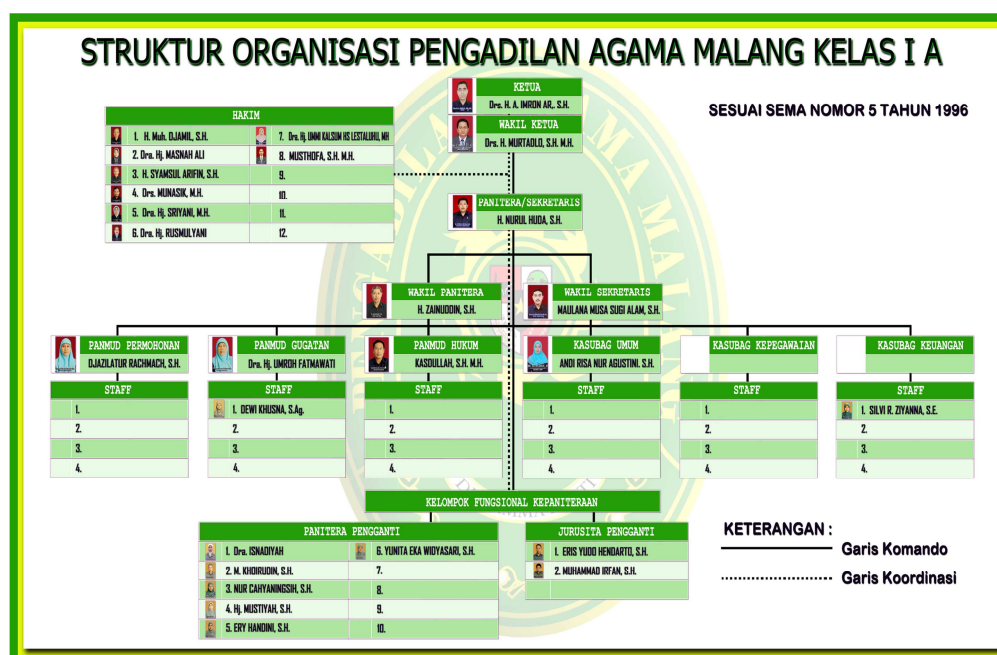 STRUKTUR ORGANISASI PENGADILAN AGAMA MALANG KELAS I A
SESUAI SEMA NOMOR 5 TAHUN 1996
KETUA
Drs. H. A. IMRON AR,. S.H.
WAKIL KETUA
Drs. H. MURTADLO, S.H. M.H.
HAKIM
1. H. Muh. DJAMIL, S.H.
2. Dra. Hj. MASNAH ALI
3. H. SYAMSUL ARIFIN, S.H.
4. Drs. MUNASIK, M.H.
5. Dra. Hj. SRIYANI, M.H.
6. Dra. Hj. RUSMULYANI
7. Dra. Hj. UMMI KALSUM HS LESTALUHU, MH
8. MUSTHOFA, S.H. M.H.
9.
10.
11.
12.
PANITERA/SEKRETARIS
H. NURUL HUDA, S.H.
WAKIL PANITERA
H. ZAINUDDIN, S.H.
WAKIL SEKRETARIS
MAULANA MUSA SUGI ALAM, S.H.
PANMUD PERMOHONAN
DJAZILATUR RACHMACH, S.H.
PANMUD GUGATAN
Dra. Hj. UMROH FATMAWATI
PANMUD HUKUM
KASDULLAH, S.H. M.H.
KASUBAG UMUM
ANDI RISA NUR AGUSTINI. S.H.
KASUBAG KEPEGAWAIAN
KASUBAG KEUANGAN
STAFF
1.
2.
3.
4.
STAFF
1. DEWI KHUSNA, S.Ag.
2.
3.
4.
STAFF
1.
2.
3.
4.
STAFF
1.
2.
3.
4.
STAFF
1.
2.
3.
4.
STAFF
1. SILVI R. ZIYANNA, S.E.
2.
3.
4.
KELOMPOK FUNGSIONAL KEPANITERAAN
PANITERA PENGGANTI
1. Dra. ISNADIYAH
2. M. KHOIRUDIN, S.H.
3. NUR CAHYANINGSIH, S.H.
4. Hj. MUSTIYAH, S.H.
5. ERY HANDINI, S.H.
6. YUNITA EKA WIDYASARI, S.H.
7.
8.
9.
10.
JURUSITA PENGGANTI
1. ERIS YUDO HENDARTO, S.H.
2. MUHAMMAD IRFAN, S.H.
KETERANGAN :
Garis Komando
Garis Koordinasi